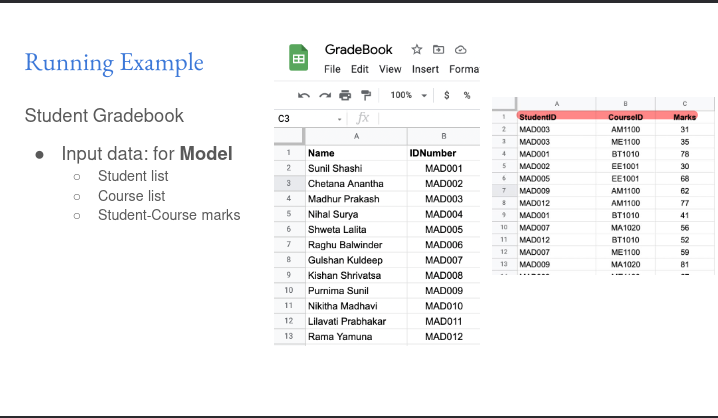 Running Example
Student Gradebook
● Input data: for Model
○ Student list
○ Course list
○ Student-Course marks
GradeBook
File Edit View Insert Forma
100% $ %
C3 fx
A B
1 Name IDNumber
2 Sunil Shashi MAD001
3 Chetana Anantha MAD002
4 Madhur Prakash MAD003
5 Nihal Surya MAD004
6 Shweta Lalita MAD005
7 Raghu Balwinder MAD006
8 Gulshan Kuldeep MAD007
9 Kishan Shrivatsa MAD008
10 Purnima Sunil MAD009
11 Nikitha Madhavi MAD010
12 Lilavati Prabhakar MAD011
13 Rama Yamuna MAD012
A B C
1 StudentID CourseID Marks
2 MAD003 AM1100 31
3 MAD003 ME1100 35
4 MAD001 BT1010 78
5 MAD002 EE1001 30
6 MAD005 EE1001 68
7 MAD009 AM1100 62
8 MAD012 AM1100 77
9 MAD001 BT1010 41
10 MAD007 MA1020 56
11 MAD012 BT1010 52
12 MAD007 ME1100 59
13 MAD009 MA1020 81